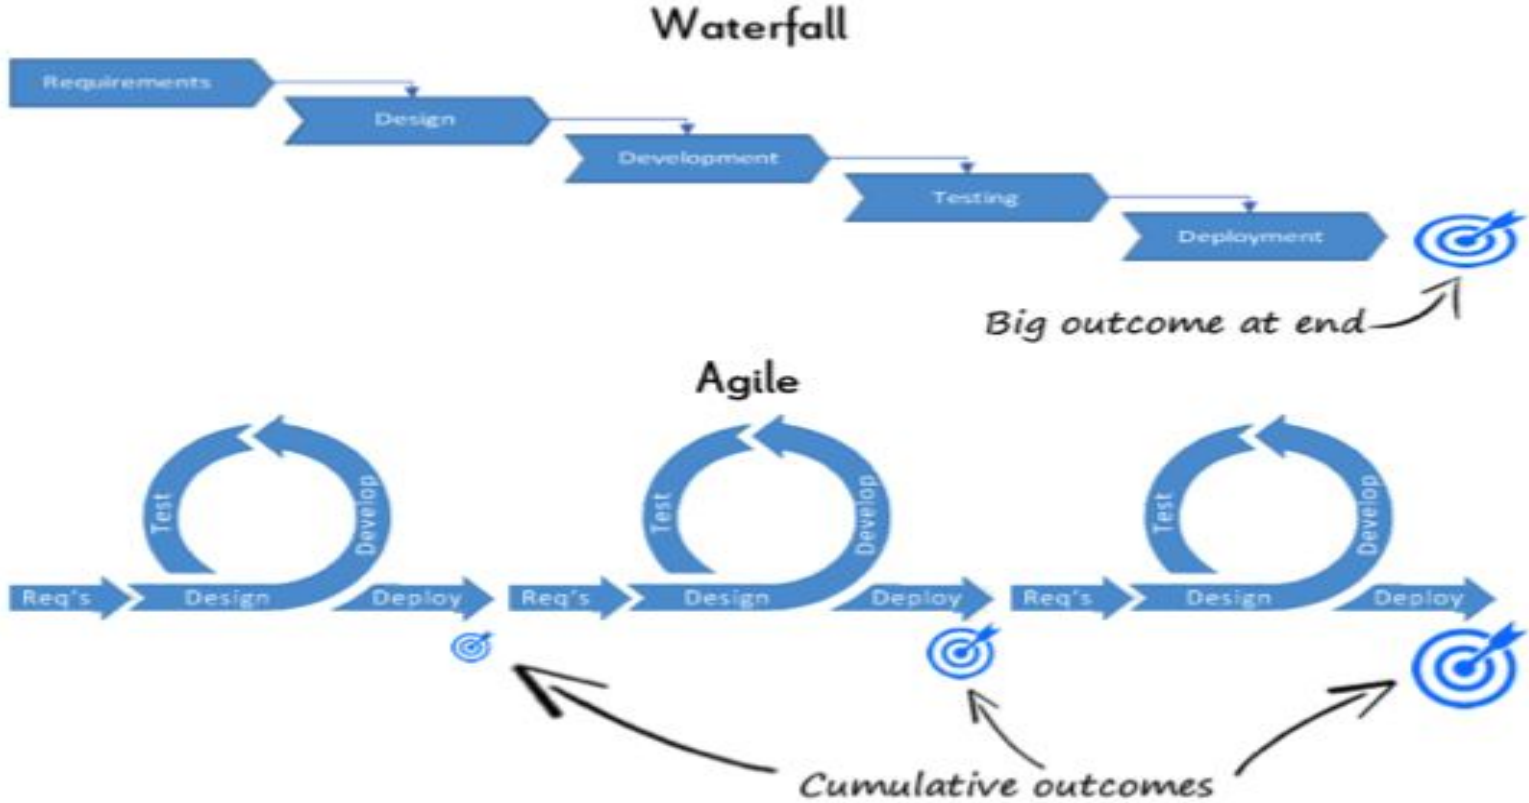 Waterfall
Requirements
Design
Development
Testing
Deployment
Big outcome at end
Agile
Test
Develop
Req's
Design
Deploy
Test
Develop
Req's
Design
Deploy
Test
Develop
Req's
Design
Deploy
Cumulative outcomes